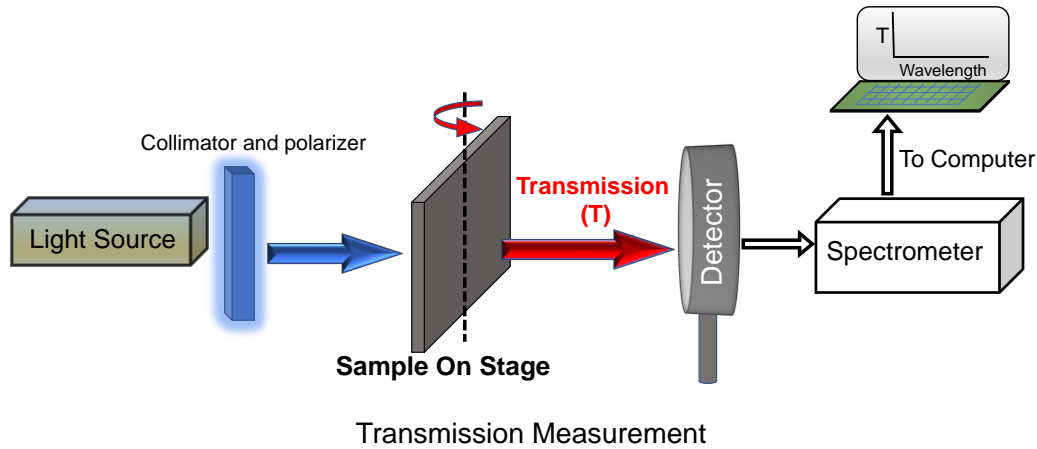 T
Wavelength
Collimator and polarizer
To Computer
Transmission
(T)
Light Source
Detector
Spectrometer
Sample On Stage
Transmission Measurement